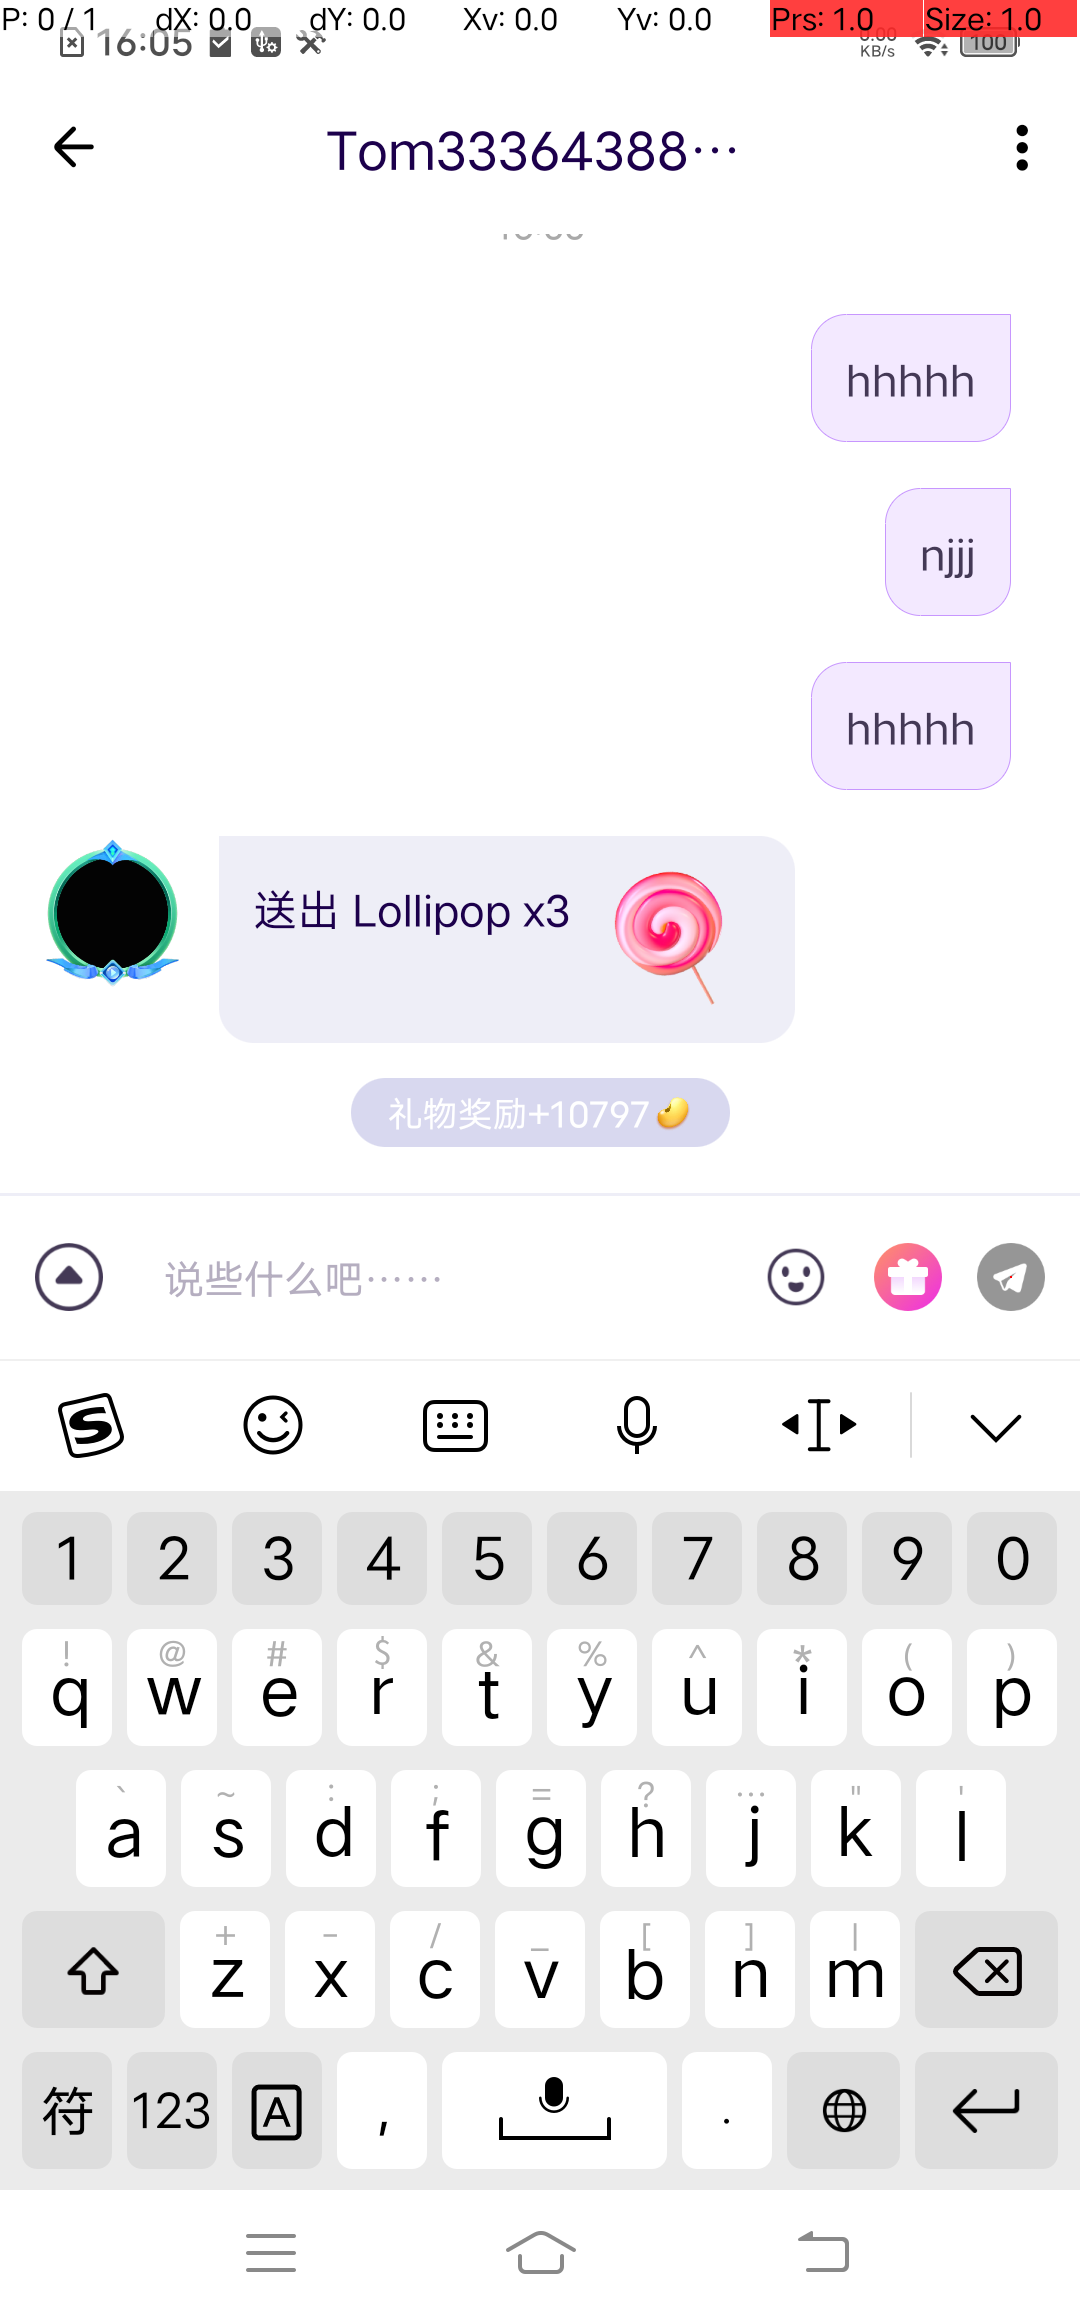 P: 0 / 1 dX: 0.0 dY: 0.0 Xv: 0.0 Yv: 0.0 Prs: 1.0 Size: 1.0
16:05 0.00 KB/s 100
Tom33364388···
hhhhh
njjj
hhhhh
送出 Lollipop x3
礼物奖励+10797
说些什么吧······
S
1 2 3 4 5 6 7 8 9 0
! @ # $ & % ^ * ( )
q w e r t y u i o p
` ~ : ; = ? ··· " '
a s d f g h j k l
+ - / _ [ ] |
z x c v b n m
符 123 A , .